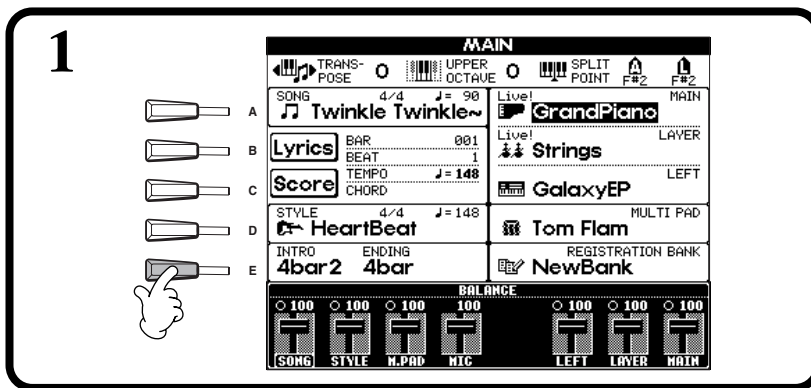 1
MAIN
TRANS-
POSE 0
UPPER
OCTAVE 0
SPLIT
POINT
A
F#2
L
F#2
A
B
C
D
E
SONG 4/4 ♩= 90
Twinkle Twinkle~
Lyrics
BAR 001
BEAT 1
Score
TEMPO ♩= 148
CHORD
STYLE 4/4 ♩=148
HeartBeat
INTRO ENDING
4bar2 4bar
Live! MAIN
GrandPiano
Live! LAYER
Strings
LEFT
GalaxyEP
MULTI PAD
Tom Flam
REGISTRATION BANK
NewBank
BALANCE
100 100 100 100 100 100 100
SONG STYLE M.PAD MIC LEFT LAYER MAIN